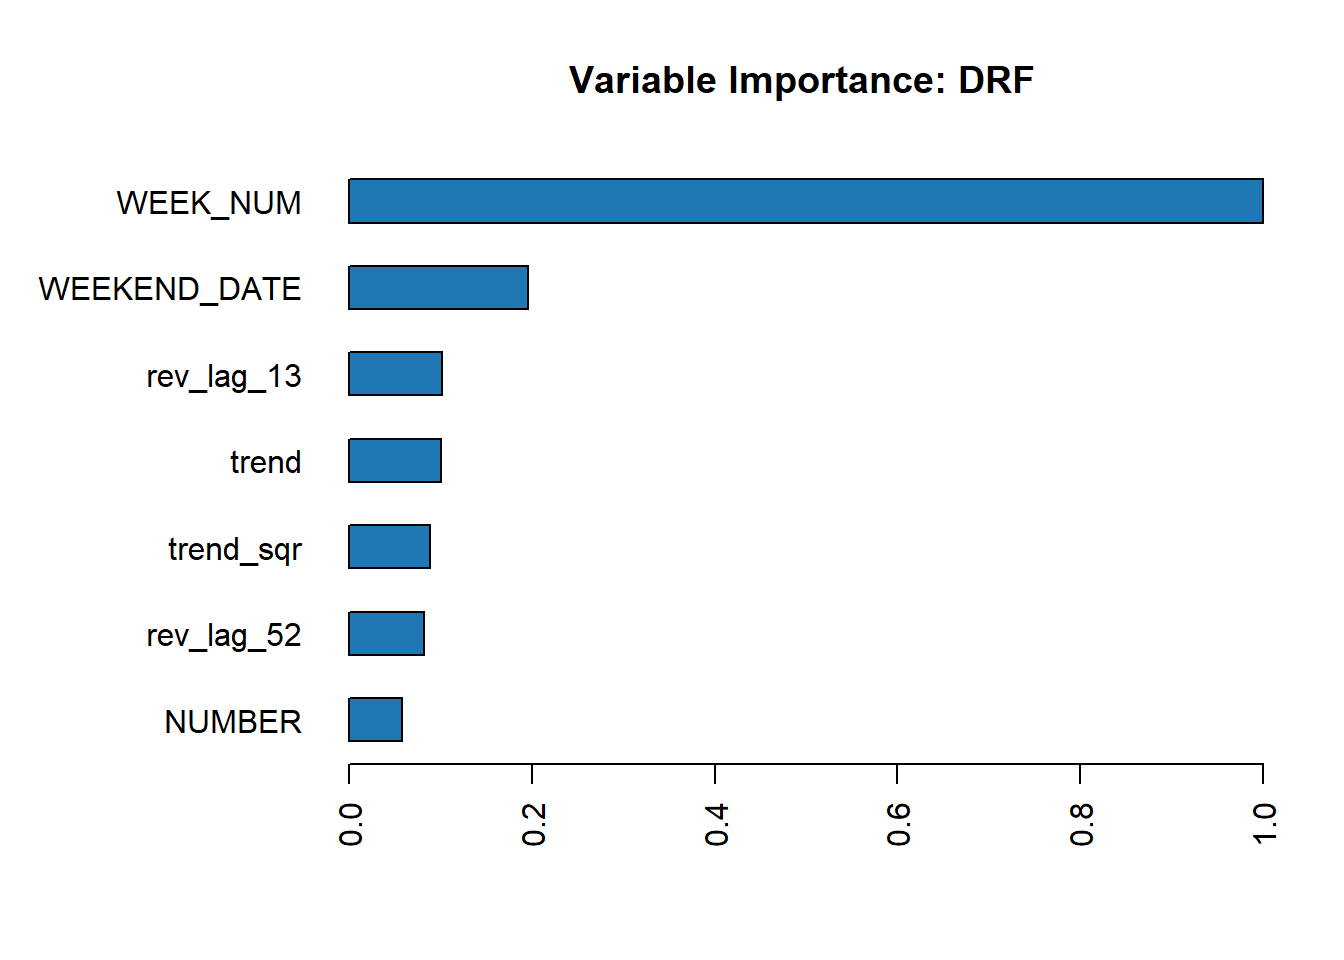 Variable Importance: DRF
WEEK_NUM
WEEKEND_DATE
rev_lag_13
trend
trend_sqr
rev_lag_52
NUMBER
0.0
0.2
0.4
0.6
0.8
1.0